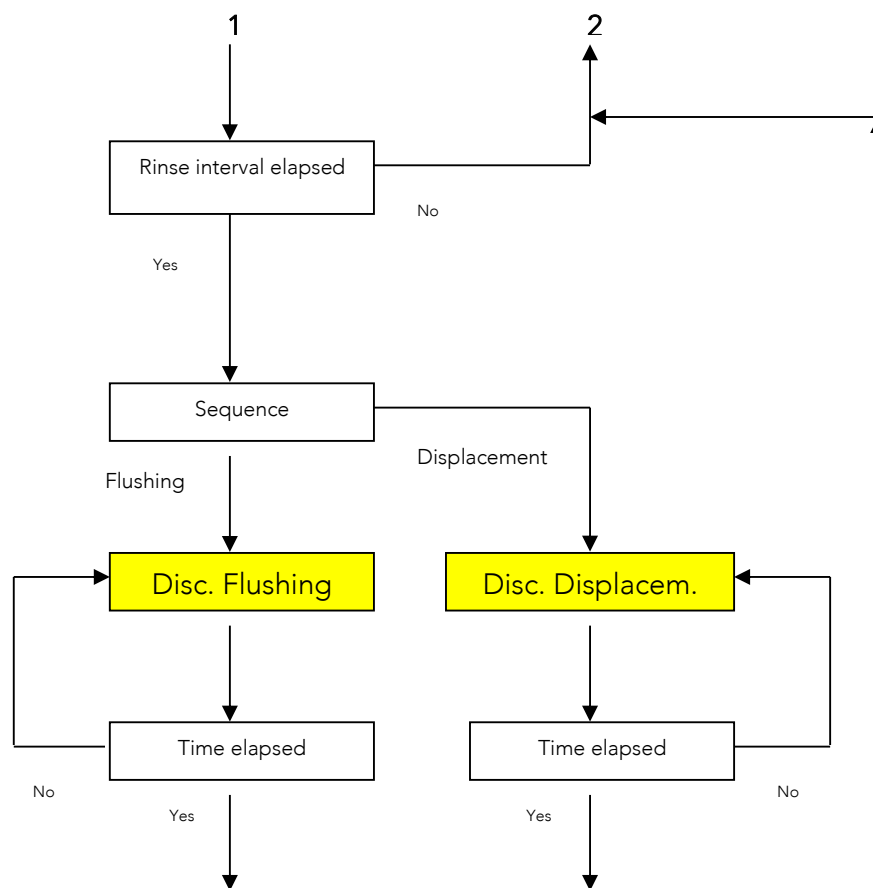 1
2
Rinse interval elapsed
No
Yes
Sequence
Displacement
Flushing
Disc. Flushing
Disc. Displacem.
Time elapsed
Time elapsed
No
Yes
Yes
No